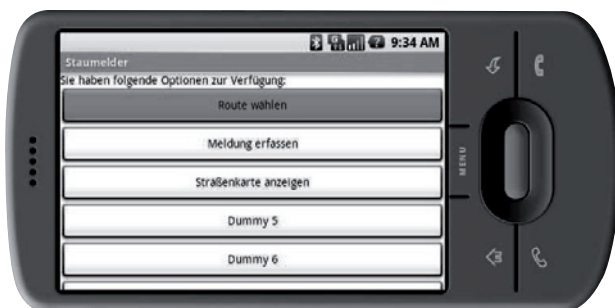 9:34 AM
Staumelder
Sie haben folgende Optionen zur Verfügung:
Route wählen
Meldung erfassen
Straßenkarte anzeigen
Dummy 5
Dummy 6
MENU